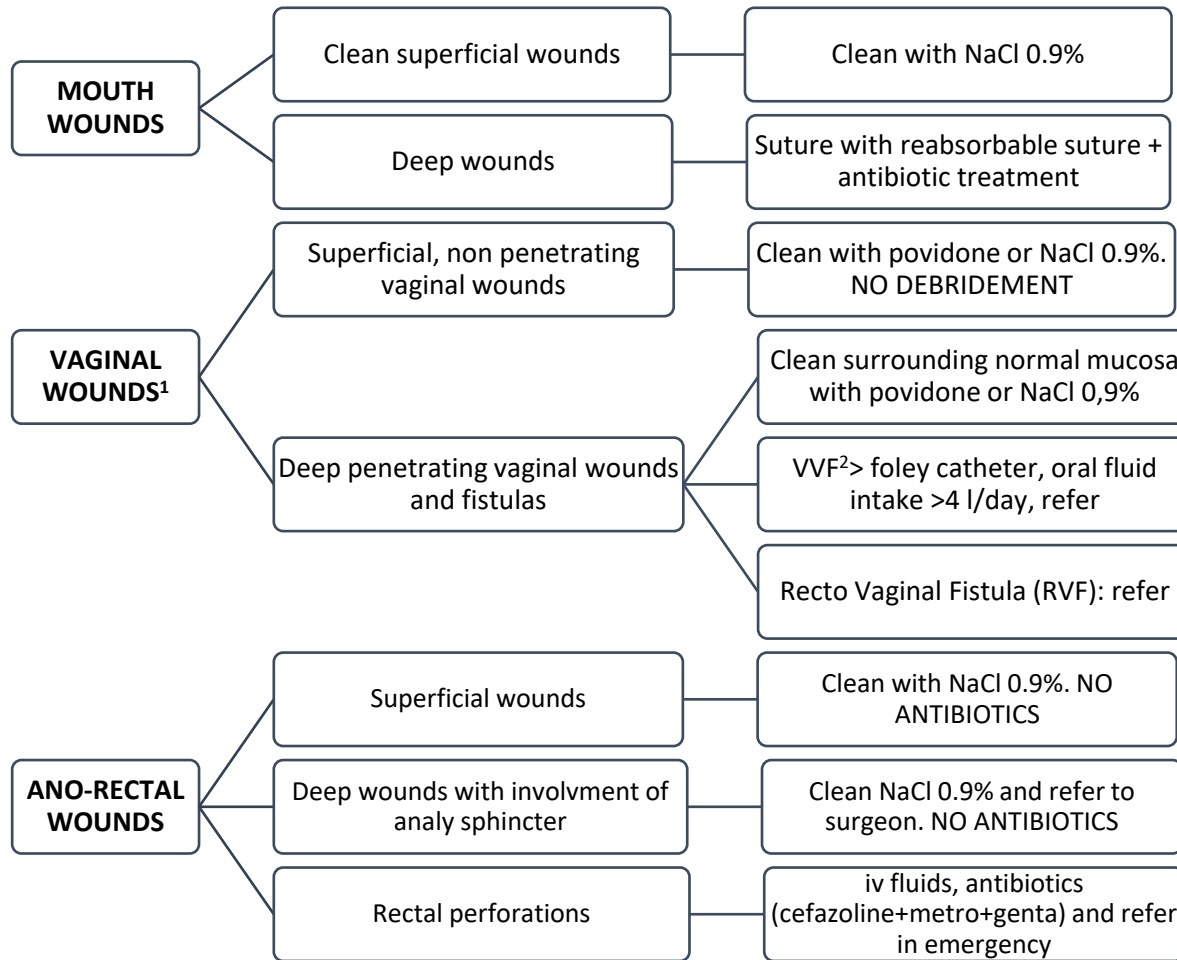 MOUTH
WOUNDS
Clean superficial wounds
Clean with NaCl 0.9%
Deep wounds
Suture with reabsorbable suture +
antibiotic treatment
VAGINAL
WOUNDS¹
Superficial, non penetrating
vaginal wounds
Clean with povidone or NaCl 0.9%.
NO DEBRIDEMENT
Deep penetrating vaginal wounds
and fistulas
Clean surrounding normal mucosa
with povidone or NaCl 0,9%
VVF²> foley catheter, oral fluid
intake >4 l/day, refer
Recto Vaginal Fistula (RVF): refer
ANO-RECTAL
WOUNDS
Superficial wounds
Clean with NaCl 0.9%. NO
ANTIBIOTICS
Deep wounds with involvment of
analy sphincter
Clean NaCl 0.9% and refer to
surgeon. NO ANTIBIOTICS
Rectal perforations
iv fluids, antibiotics
(cefazoline+metro+genta) and refer
in emergency